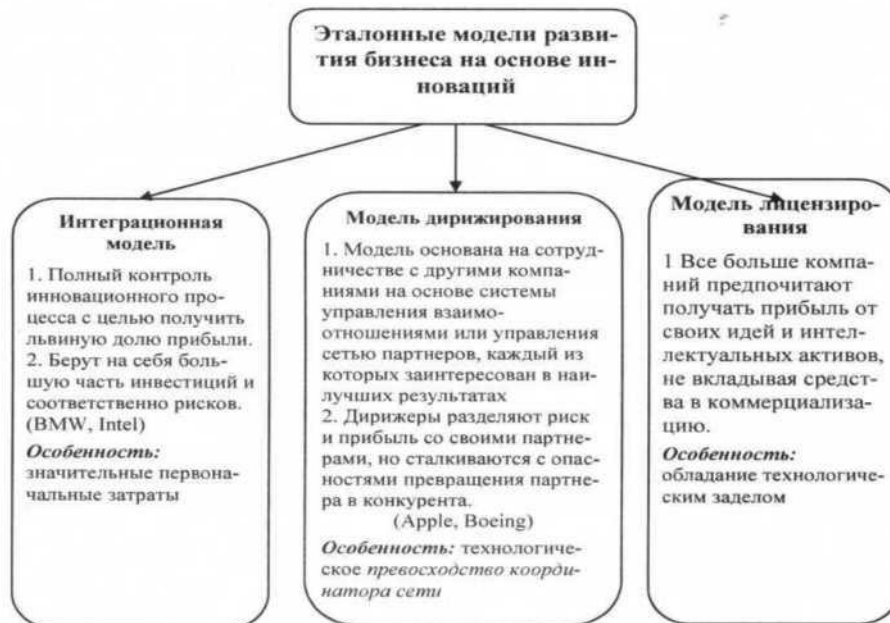 Эталонные модели разви-
тия бизнеса на основе ин-
новаций
Интеграционная
модель
1. Полный контроль
инновационного про-
цесса с целью получить
львиную долю прибыли.
2. Берут на себя боль-
шую часть инвестиций и
соответственно рисков.
(BMW, Intel)
Особенность:
значительные первона-
чальные затраты
Модель дирижирования
1. Модель основана на сотруд-
ничестве с другими компа-
ниями на основе системы
управления взаимо-
отношениями или управления
сетью партнеров, каждый из
которых заинтересован в наи-
лучших результатах
2. Дирижеры разделяют риск
и прибыль со своими партне-
рами, но сталкиваются с опас-
ностями превращения партне-
ра в конкурента.
(Apple, Boeing)
Особенность: технологиче-
ское превосходство коорди-
натора сети
Модель лицензиро-
вания
1 Все больше компа-
ний предпочитают
получать прибыль от
своих идей и интел-
лектуальных активов,
не вкладывая средст-
ва в коммерциализа-
цию.
Особенность:
обладание технологиче-
ским заделом